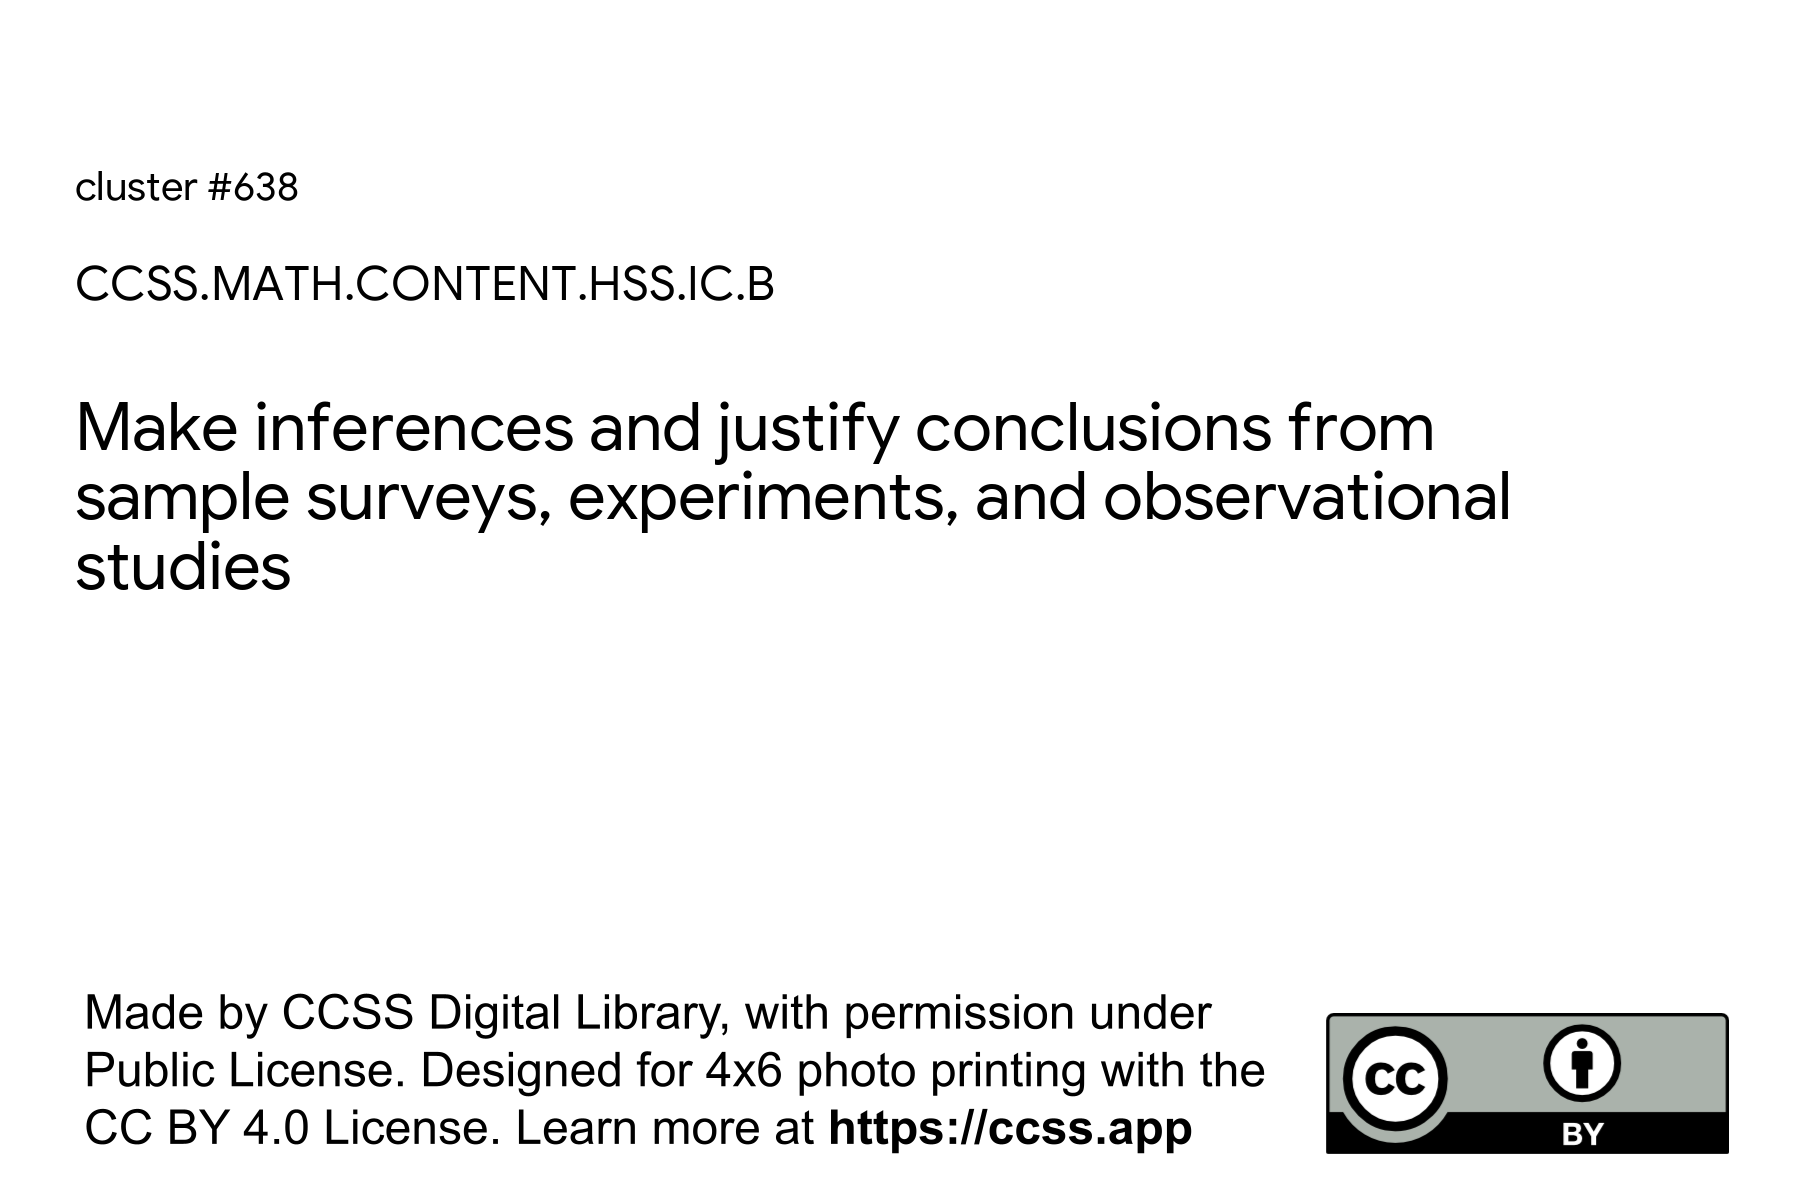 cluster #638
CCSS.MATH.CONTENT.HSS.IC.B
Make inferences and justify conclusions from
sample surveys, experiments, and observational
studies
Made by CCSS Digital Library, with permission under
Public License. Designed for 4x6 photo printing with the
CC BY 4.0 License. Learn more at https://ccss.app
cc
BY